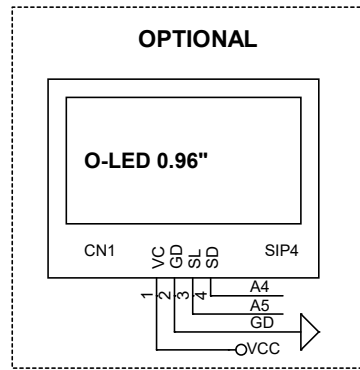 OPTIONAL
O-LED 0.96"
CN1
VC
GD
SL
SD
SIP4
1
2
3
4
A4
A5
GD
VCC